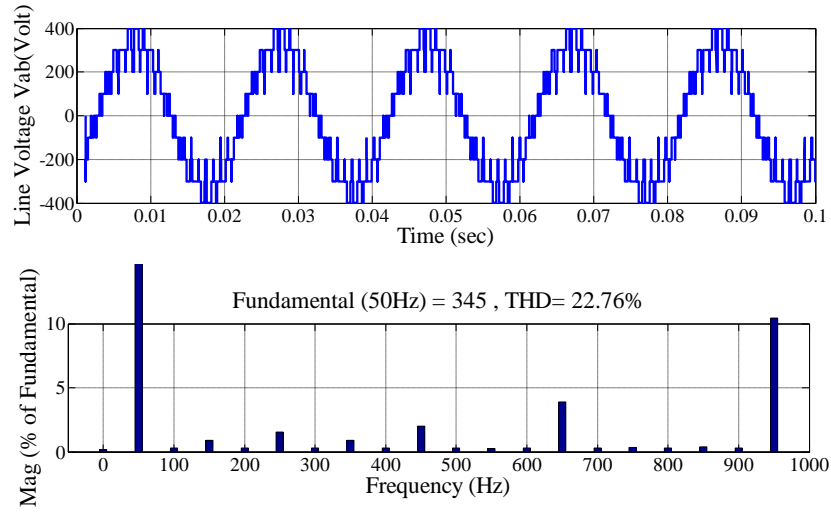 Line Voltage Vab(Volt)
400
200
0
-200
-400
0 0.01 0.02 0.03 0.04 0.05 0.06 0.07 0.08 0.09 0.1
Time (sec)
Mag (% of Fundamental)
Fundamental (50Hz) = 345 , THD= 22.76%
10
5
0
0 100 200 300 400 500 600 700 800 900 1000
Frequency (Hz)